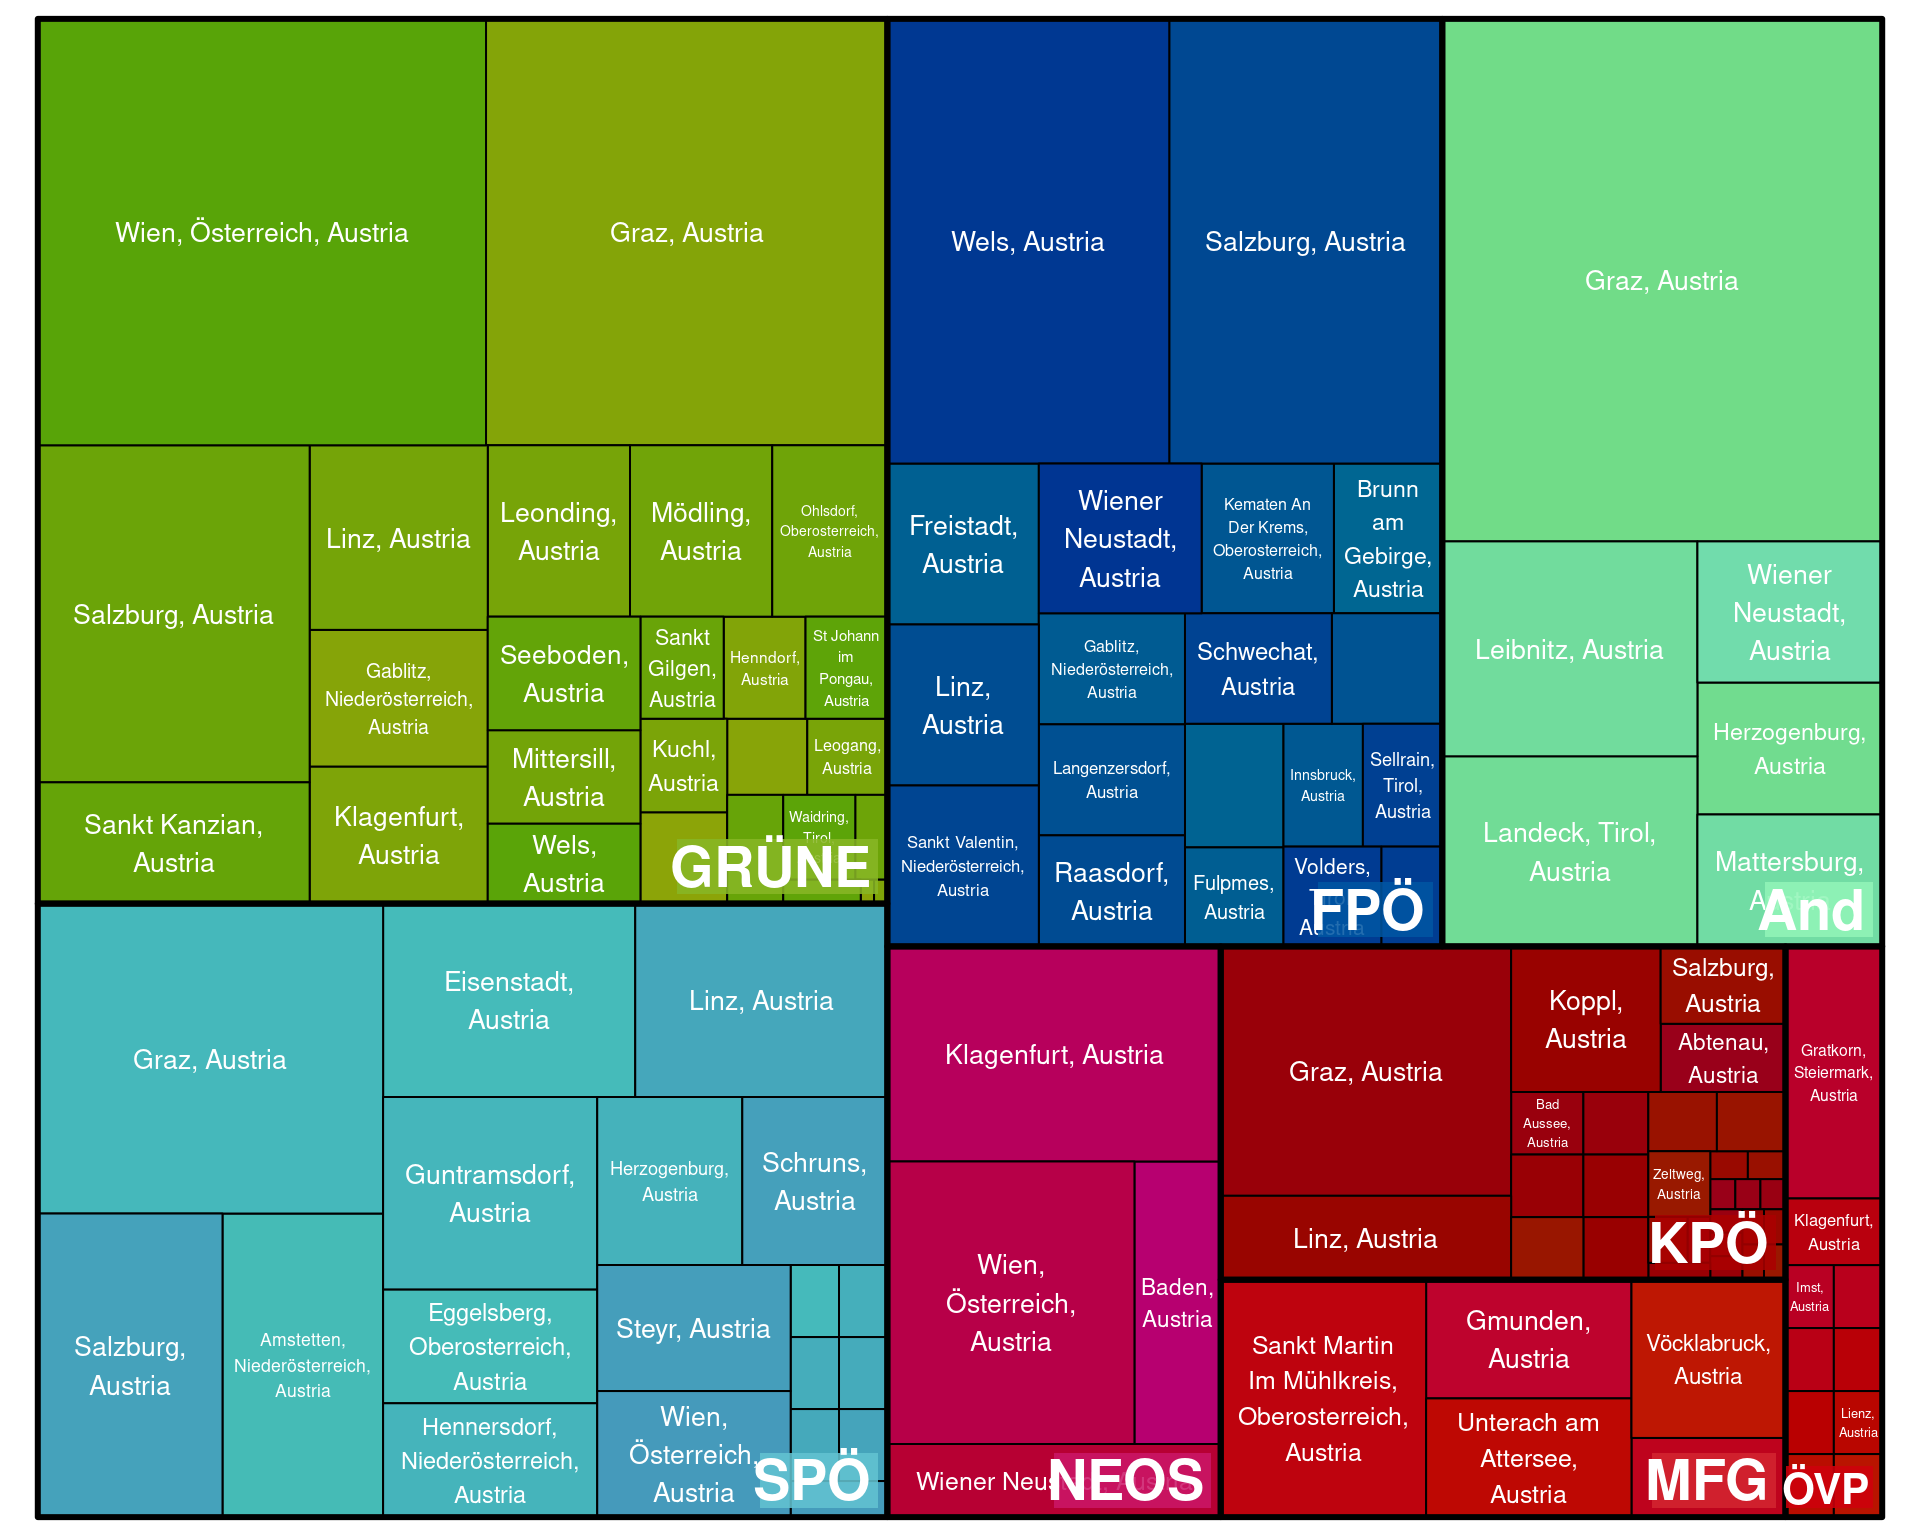 Wien, Österreich, Austria
Graz, Austria
Salzburg, Austria
Linz, Austria
Leonding,
Austria
Mödling,
Austria
Ohlsdorf,
Oberosterreich,
Austria
Gablitz,
Niederösterreich,
Austria
Seeboden,
Austria
Sankt
Gilgen,
Austria
Henndorf,
Austria
St Johann
im
Pongau,
Austria
Mittersill,
Austria
Kuchl,
Austria
Leogang,
Austria
Sankt Kanzian,
Austria
Klagenfurt,
Austria
Wels,
Austria
Waidring,
Tirol,
GRÜNE
Wels, Austria
Salzburg, Austria
Freistadt,
Austria
Wiener
Neustadt,
Austria
Kematen An
Der Krems,
Oberosterreich,
Austria
Brunn
am
Gebirge,
Austria
Linz,
Austria
Gablitz,
Niederösterreich,
Austria
Schwechat,
Austria
Langenzersdorf,
Austria
Innsbruck,
Austria
Sellrain,
Tirol,
Austria
Sankt Valentin,
Niederösterreich,
Austria
Raasdorf,
Austria
Fulpmes,
Austria
Volders,
Austria
FPÖ
Graz, Austria
Leibnitz, Austria
Wiener
Neustadt,
Austria
Herzogenburg,
Austria
Landeck, Tirol,
Austria
Mattersburg,
And
Graz, Austria
Eisenstadt,
Austria
Linz, Austria
Guntramsdorf,
Austria
Herzogenburg,
Austria
Schruns,
Austria
Salzburg,
Austria
Amstetten,
Niederösterreich,
Austria
Eggelsberg,
Oberosterreich,
Austria
Steyr, Austria
Hennersdorf,
Niederösterreich,
Austria
Wien,
Österreich,
Austria
SPÖ
Klagenfurt, Austria
Wien,
Österreich,
Austria
Baden,
Austria
Wiener Neustadt, Austria
NEOS
Graz, Austria
Koppl,
Austria
Salzburg,
Austria
Abtenau,
Austria
Bad
Aussee,
Austria
Zeltweg,
Austria
Linz, Austria
KPÖ
Sankt Martin
Im Mühlkreis,
Oberosterreich,
Austria
Gmunden,
Austria
Vöcklabruck,
Austria
Unterach am
Attersee,
Austria
MFG
Gratkorn,
Steiermark,
Austria
Klagenfurt,
Austria
Imst,
Austria
Lienz,
Austria
ÖVP